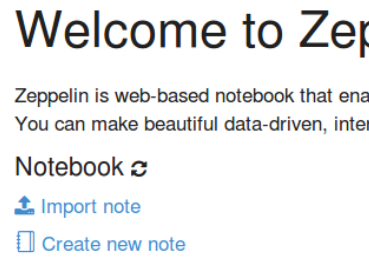 Welcome to Zep
Zeppelin is web-based notebook that ena
You can make beautiful data-driven, inter
Notebook
Import note
Create new note